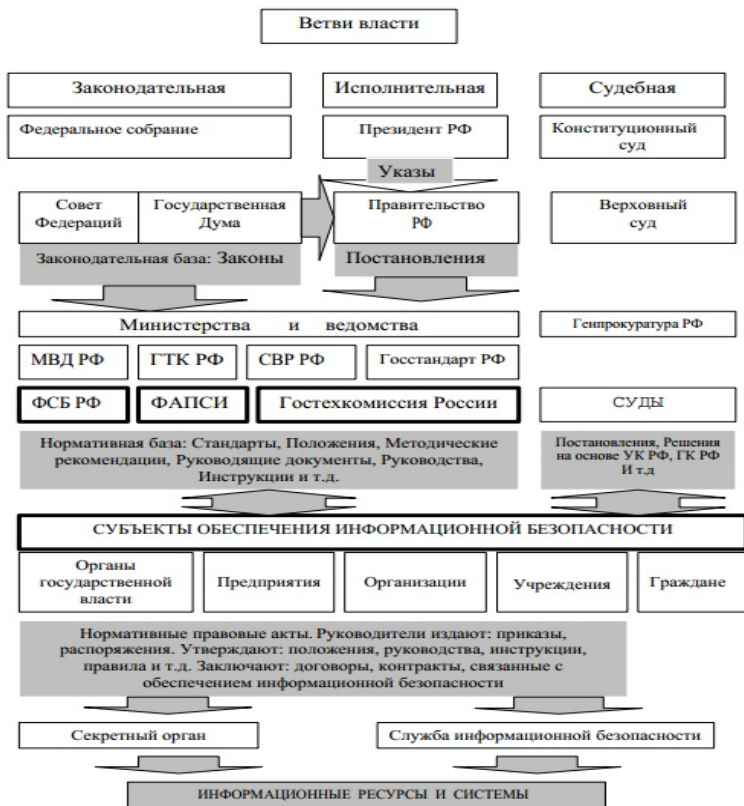 Ветви власти
Законодательная
Исполнительная
Судебная
Федеральное собрание
Президент РФ
Конституционный
суд
Указы
Совет
Федераций
Государственная
Дума
Правительство
РФ
Верховный
суд
Законодательная база: Законы
Постановления
Министерства и ведомства
Генпрокуратура РФ
МВД РФ
ГТК РФ
СВР РФ
Госстандарт РФ
ФСБ РФ
ФАПСИ
Гостехкомиссия России
СУДЫ
Нормативная база: Стандарты, Положения, Методические
рекомендации, Руководящие документы, Руководства,
Инструкции и т.д.
Постановления, Решения
на основе УК РФ, ГК РФ
И т.д
СУБЪЕКТЫ ОБЕСПЕЧЕНИЯ ИНФОРМАЦИОННОЙ БЕЗОПАСНОСТИ
Органы
государственной
власти
Предприятия
Организации
Учреждения
Граждане
Нормативные правовые акты. Руководители издают: приказы,
распоряжения. Утверждают: положения, руководства, инструкции,
правила и т.д. Заключают: договоры, контракты, связанные с
обеспечением информационной безопасности
Секретный орган
Служба информационной безопасности
ИНФОРМАЦИОННЫЕ РЕСУРСЫ И СИСТЕМЫ